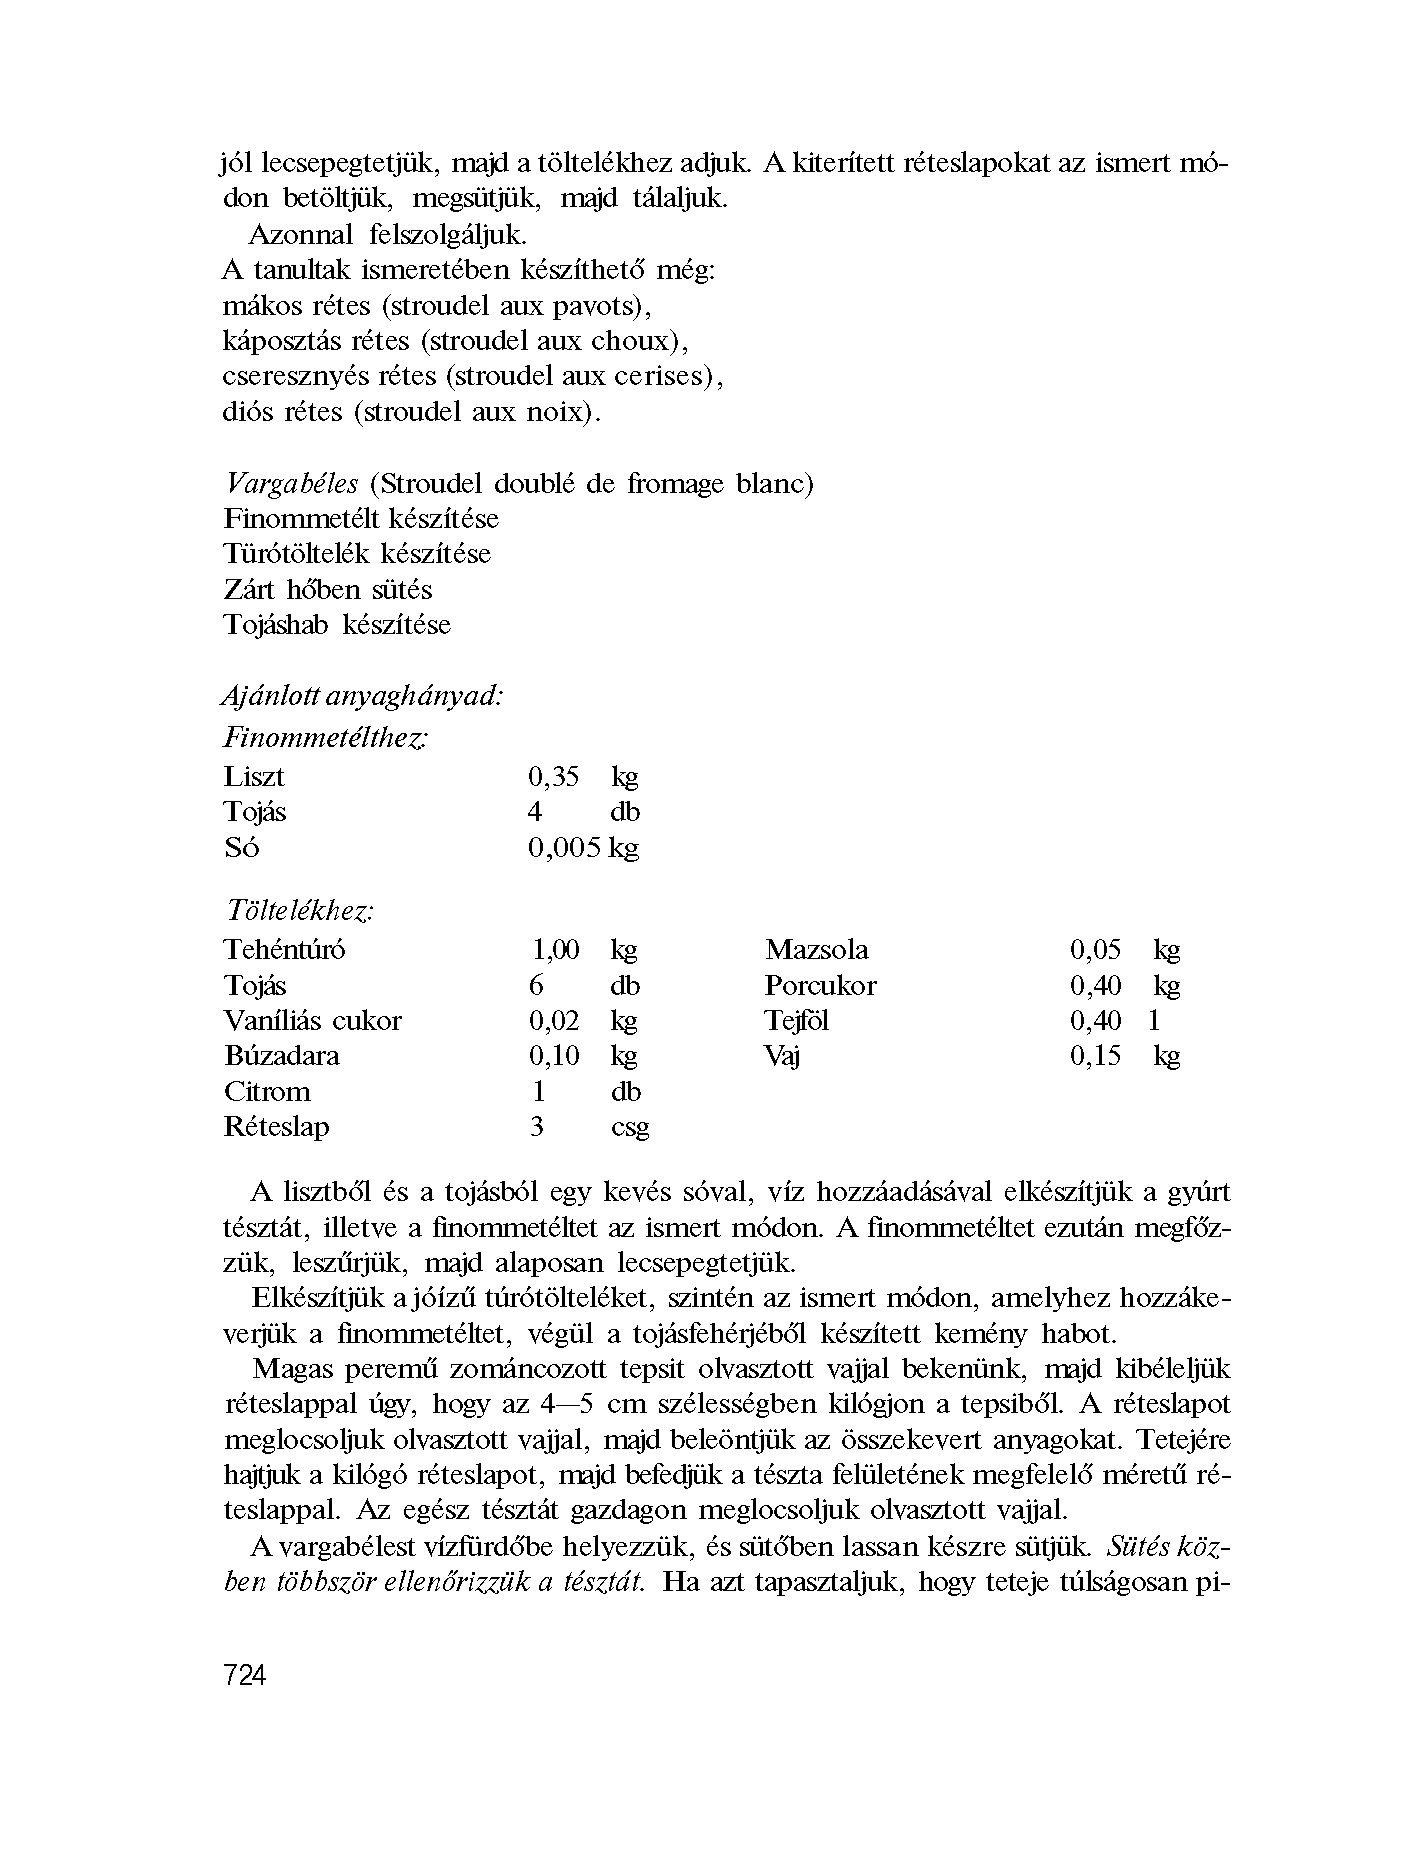 jól lecsepegtetjük, majd a töltelékhez adjuk. A kiterített réteslapokat az ismert mó-
don betöltjük, megsütjük, majd tálaljuk.
Azonnal felszolgáljuk.
A tanultak ismeretében készíthető még:
mákos rétes (stroudel aux pavots),
káposztás rétes (stroudel aux choux),
cseresznyés rétes (stroudel aux cerises),
diós rétes (stroudel aux noix).
Vargabéles (Stroudel doublé de fromage blanc)
Finommetélt készítése
Türótöltelék készítése
Zárt hőben sütés
Tojáshab készítése
Ajánlott anyaghányad:
Finommetélthez:
Liszt 0,35 kg
Tojás 4 db
Só 0,005 kg
Töltelékhez:
Tehéntúró 1,00 kg Mazsola 0,05 kg
Tojás 6 db Porcukor 0,40 kg
Vaníliás cukor 0,02 kg Tejföl 0,40 l
Búzadara 0,10 kg Vaj 0,15 kg
Citrom 1 db
Réteslap 3 csg
A lisztből és a tojásból egy kevés sóval, víz hozzáadásával elkészítjük a gyúrt
tésztát, illetve a finommetéltet az ismert módon. A finommetéltet ezután megfőz-
zük, leszűrjük, majd alaposan lecsepegtetjük.
Elkészítjük a jóízű túrótölteléket, szintén az ismert módon, amelyhez hozzáke-
verjük a finommetéltet, végül a tojásfehérjéből készített kemény habot.
Magas peremű zománcozott tepsit olvasztott vajjal bekenünk, majd kibéleljük
réteslappal úgy, hogy az 4—5 cm szélességben kilógjon a tepsiből. A réteslapot
meglocsoljuk olvasztott vajjal, majd beleöntjük az összekevert anyagokat. Tetejére
hajtjuk a kilógó réteslapot, majd befedjük a tészta felületének megfelelő méretű ré-
teslappal. Az egész tésztát gazdagon meglocsoljuk olvasztott vajjal.
A vargabélest vízfürdőbe helyezzük, és sütőben lassan készre sütjük. Sütés köz-
ben többször ellenőrizzük a tésztát. Ha azt tapasztaljuk, hogy teteje túlságosan pi-
724